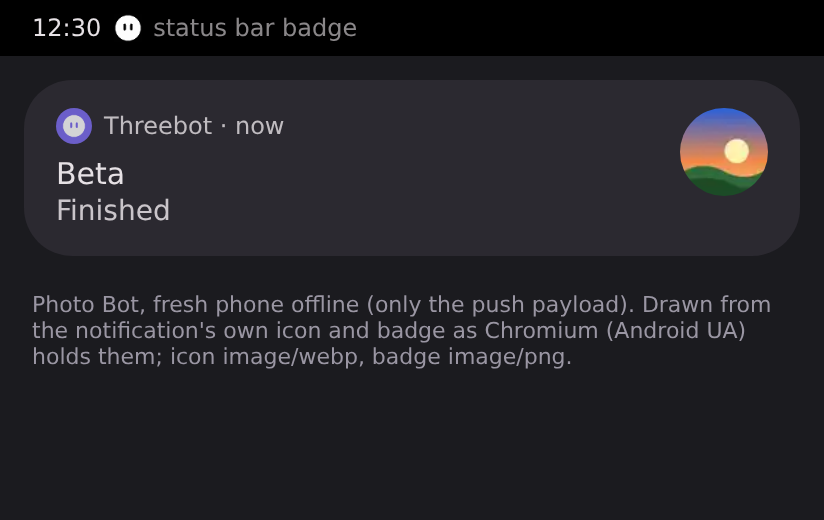 12:30 status bar badge
Threebot · now
Beta
Finished
Photo Bot, fresh phone offline (only the push payload). Drawn from
the notification's own icon and badge as Chromium (Android UA)
holds them; icon image/webp, badge image/png.